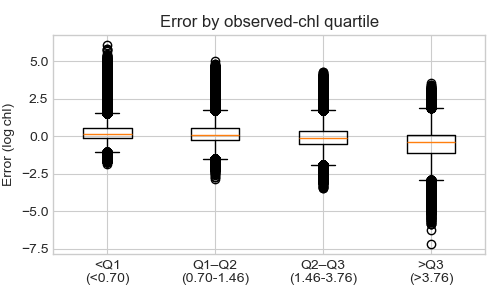 Error by observed-chl quartile
Error (log chl)
5.0
2.5
0.0
−2.5
−5.0
−7.5
<Q1
(<0.70)
Q1–Q2
(0.70-1.46)
Q2–Q3
(1.46-3.76)
>Q3
(>3.76)